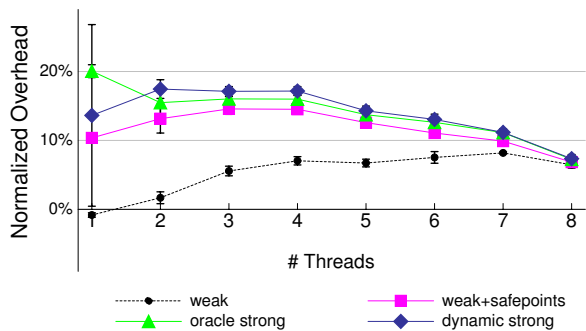 Normalized Overhead
20%
10%
0%
2 3 4 5 6 7 8
# Threads
weak weak+safepoints
oracle strong dynamic strong